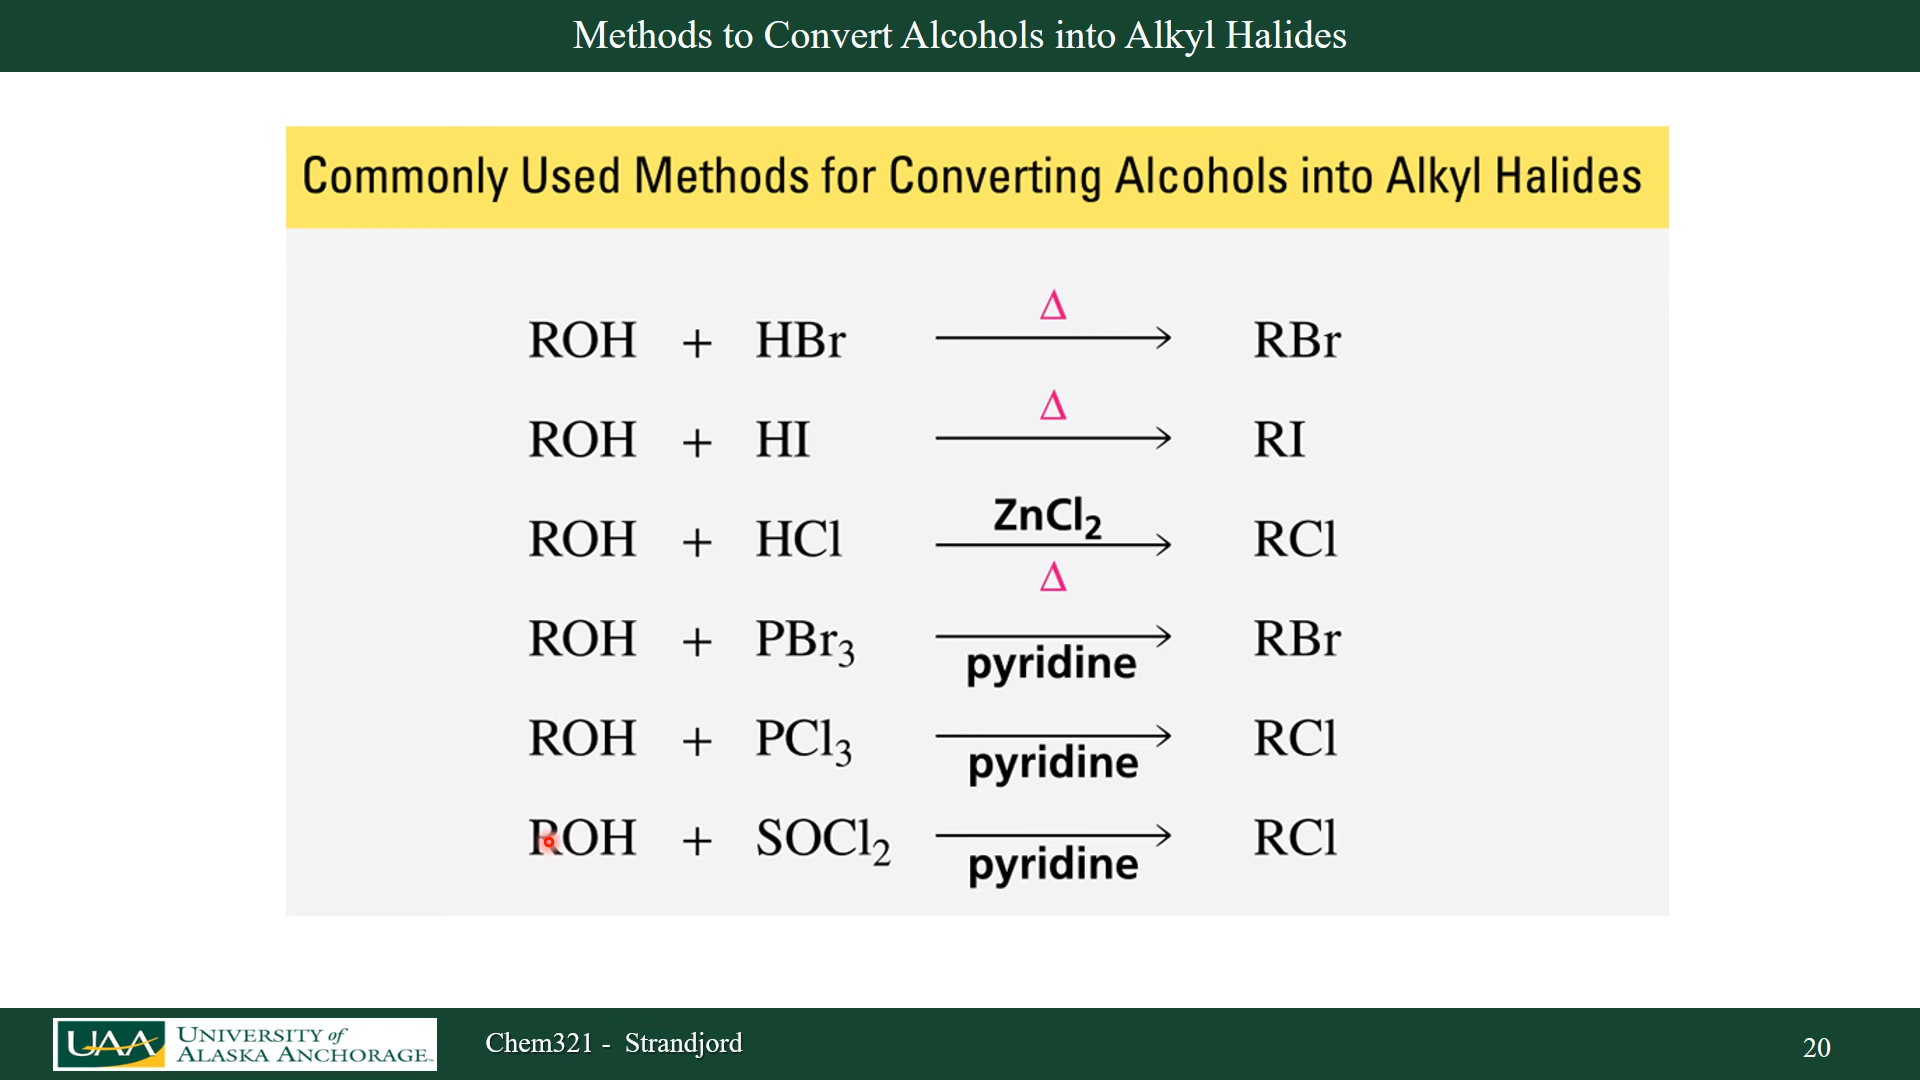 Methods to Convert Alcohols into Alkyl Halides
Commonly Used Methods for Converting Alcohols into Alkyl Halides
ROH + HBr Δ RBr
ROH + HI Δ RI
ROH + HCl ZnCl₂ Δ RCl
ROH + PBr₃ pyridine RBr
ROH + PCl₃ pyridine RCl
ROH + SOCl₂ pyridine RCl
UAA UNIVERSITY of
ALASKA ANCHORAGE
Chem321 - Strandjord
20